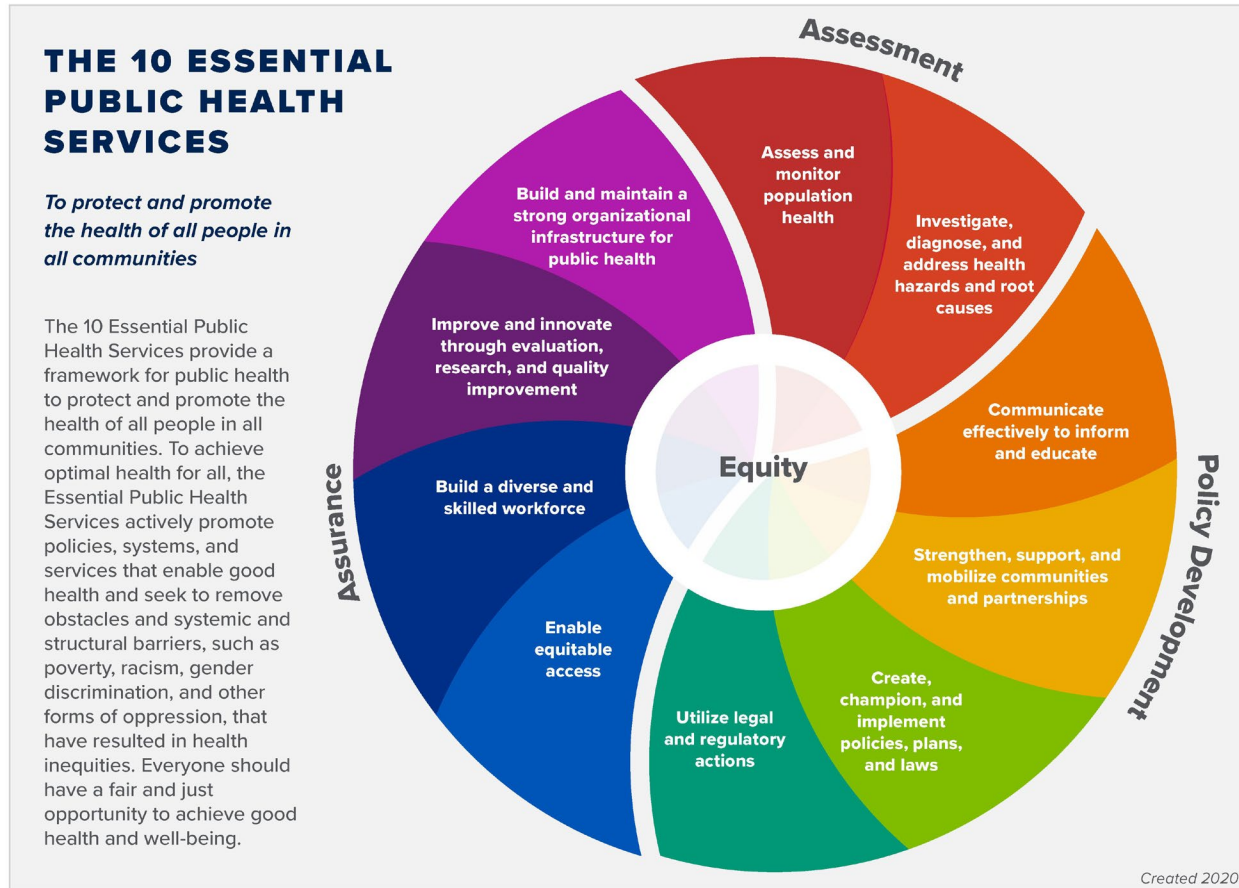 THE 10 ESSENTIAL
PUBLIC HEALTH
SERVICES
To protect and promote
the health of all people in
all communities
The 10 Essential Public
Health Services provide a
framework for public health
to protect and promote the
health of all people in all
communities. To achieve
optimal health for all, the
Essential Public Health
Services actively promote
policies, systems, and
services that enable good
health and seek to remove
obstacles and systemic and
structural barriers, such as
poverty, racism, gender
discrimination, and other
forms of oppression, that
have resulted in health
inequities. Everyone should
have a fair and just
opportunity to achieve good
health and well-being.
Assessment
Assess and
monitor
population
health
Investigate,
diagnose, and
address health
hazards and root
causes
Policy Development
Communicate
effectively to inform
and educate
Strengthen, support, and
mobilize communities
and partnerships
Create,
champion, and
implement
policies, plans,
and laws
Utilize legal
and regulatory
actions
Assurance
Enable
equitable
access
Build a diverse and
skilled workforce
Improve and innovate
through evaluation,
research, and quality
improvement
Build and maintain a
strong organizational
infrastructure for
public health
Equity
Created 2020